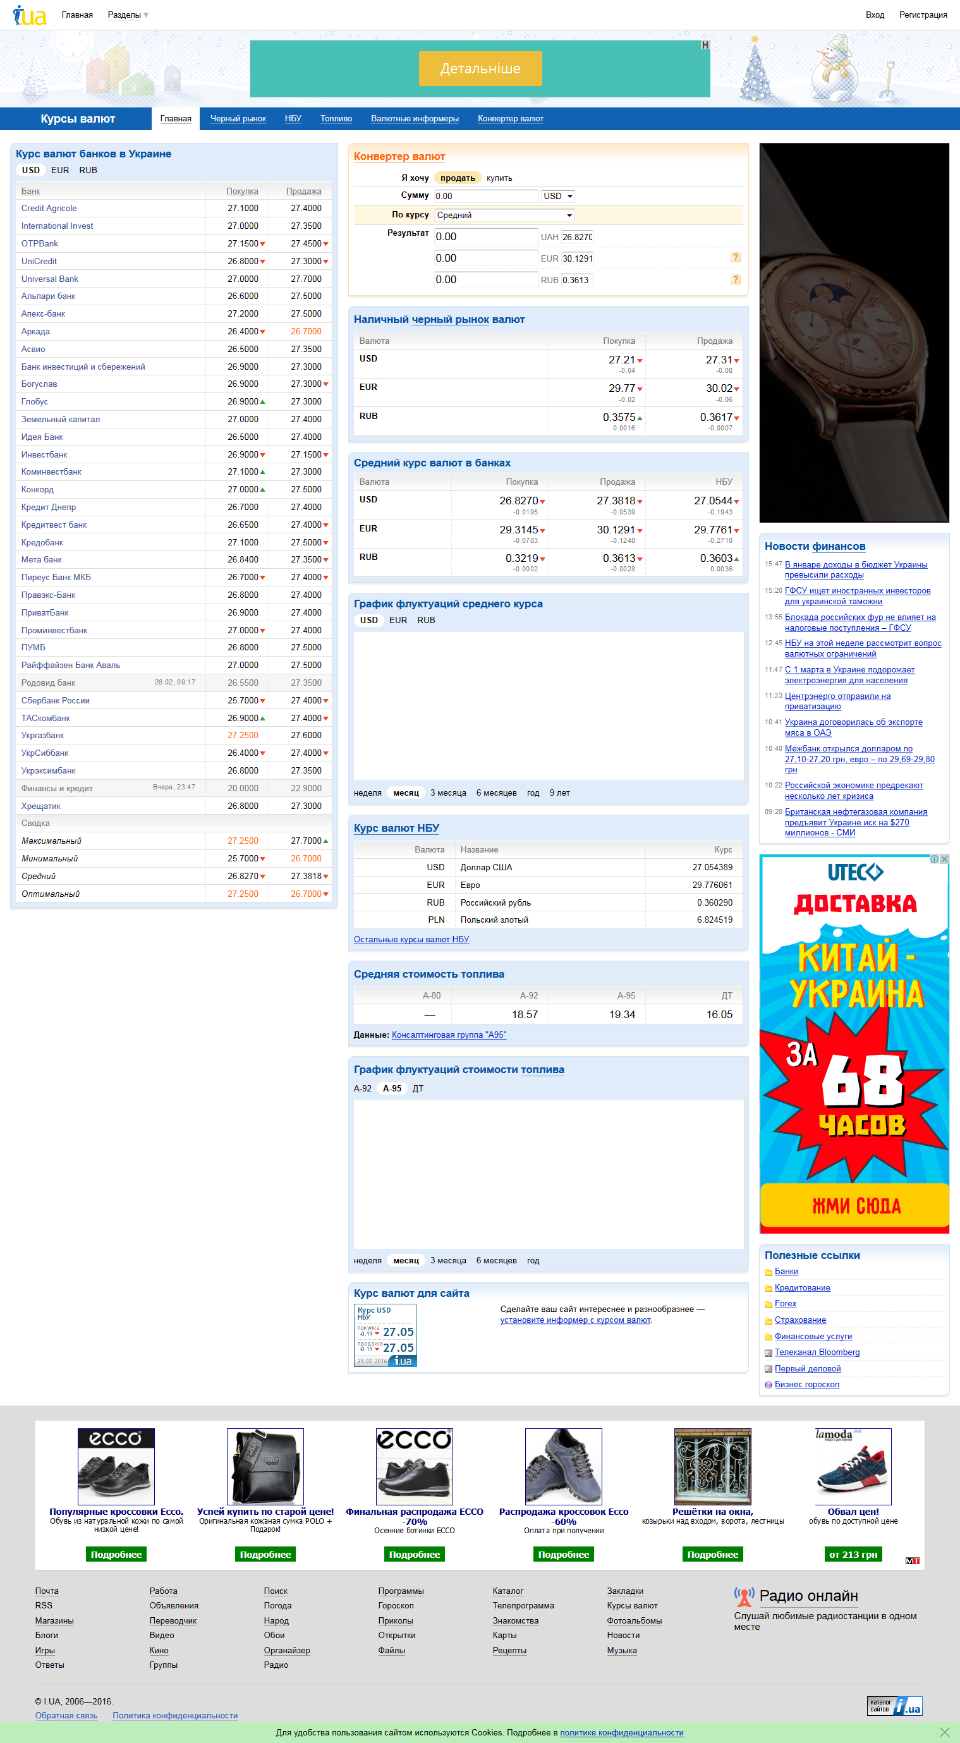 i.ua Главная Разделы ▾ Вход Регистрация
Детальніше
Курсы валют Главная Черный рынок НБУ Топливо Валютные информеры Конвертер валют
Курс валют банков в Украине
USD EUR RUB
Банк Покупка Продажа
Credit Agricole 27.1000 27.4000
International Invest 27.0000 27.3500
OTPBank 27.1500 27.4500
UniCredit 26.8000 27.3000
Universal Bank 27.0000 27.7000
Альпари банк 26.6000 27.5000
Апекс-банк 27.2000 27.5000
Аркада 26.4000 26.7000
Асвио 26.5000 27.3500
Банк инвестиций и сбережений 26.9000 27.3000
Богуслав 26.9000 27.3000
Глобус 26.9000 27.3000
Земельный капитал 27.0000 27.4000
Идея Банк 26.5000 27.4000
Инвестбанк 26.9000 27.1500
Коминвестбанк 27.1000 27.3000
Конкорд 27.0000 27.5000
Кредит Днепр 26.7000 27.4000
Кредитвест банк 26.6500 27.4000
Кредобанк 27.1000 27.5000
Мета банк 26.8400 27.3500
Пиреус Банк МКБ 26.7000 27.4000
Правэкс-Банк 26.8000 27.4000
ПриватБанк 26.9000 27.4000
Проминвестбанк 27.0000 27.4000
ПУМБ 26.8000 27.5000
Райффайзен Банк Аваль 27.0000 27.5000
Родовид банк 26.02, 09:17 26.5500 27.3500
Сбербанк России 25.7000 27.4000
ТАСкомбанк 26.9000 27.4000
Укргазбанк 27.2500 27.6000
УкрСиббанк 26.4000 27.4000
Укрэксимбанк 26.8000 27.3500
Финансы и кредит Вчера, 23:47 20.0000 22.9000
Хрещатик 26.8000 27.3000
Сводка
Максимальный 27.2500 27.7000
Минимальный 25.7000 26.7000
Средний 26.8270 27.3818
Оптимальный 27.2500 26.7000
Конвертер валют
Я хочу продать купить
Сумму 0.00 USD
По курсу Средний
Результат 0.00 UAH 26.827
0.00 EUR 30.1291 ?
0.00 RUB 0.3613 ?
Наличный черный рынок валют
Валюта Покупка Продажа
USD 27.21 27.31
-0.04 -0.08
EUR 29.77 30.02
-0.02 -0.06
RUB 0.3575 0.3617
0.0016 -0.0007
Средний курс валют в банках
Валюта Покупка Продажа НБУ
USD 26.8270 27.3818 27.0544
-0.0195 -0.0539 -0.1943
EUR 29.3145 30.1291 29.7761
-0.0783 -0.1248 -0.2710
RUB 0.3219 0.3613 0.3603
-0.0002 -0.0028 0.0036
График флуктуаций среднего курса
USD EUR RUB
неделя месяц 3 месяца 6 месяцев год 9 лет
Курс валют НБУ
Валюта Название Курс
USD Доллар США 27.054389
EUR Евро 29.776061
RUB Российский рубль 0.360290
PLN Польский злотый 6.824519
Остальные курсы валют НБУ
Средняя стоимость топлива
А-80 А-92 А-95 ДТ
— 18.57 19.34 16.05
Данные: Консалтинговая группа "А95"
График флуктуаций стоимости топлива
А-92 А-95 ДТ
неделя месяц 3 месяца 6 месяцев год
Курс валют для сайта
Курс USD
НБУ
покупка
-0.19 27.05
продажа
-0.19 27.05
29.02.2016 i.ua
Сделайте ваш сайт интереснее и разнообразнее —
установите информер с курсом валют.
Новости финансов
15:47 В январе доходы в бюджет Украины
превысили расходы
15:20 ГФСУ ищет иностранных инвесторов
для украинской таможни
13:55 Блокада российских фур не влияет на
налоговые поступления – ГФСУ
12:45 НБУ на этой неделе рассмотрит вопрос
валютных ограничений
11:47 С 1 марта в Украине подорожает
электроэнергия для населения
11:33 Центрэнерго отправили на
приватизацию
10:41 Украина договорилась об экспорте
мяса в ОАЭ
10:40 Межбанк открылся долларом по
27,10-27,20 грн, евро – по 29,69-29,80
грн
10:22 Российской экономике предрекают
несколько лет кризиса
09:28 Британская нефтегазовая компания
предъявит Украине иск на $270
миллионов - СМИ
UTEC
ДОСТАВКА
КИТАЙ -
УКРАИНА
ЗА
68
ЧАСОВ
ЖМИ СЮДА
Полезные ссылки
Банки
Кредитование
Forex
Страхование
Финансовые услуги
Телеканал Bloomberg
Первый деловой
Бизнес гороскоп
ecco
ECCO
lamoda
Популярные кроссовки Ecco.
Обувь из натуральной кожи по самой
низкой цене!
Подробнее
Успей купить по старой цене!
Оригинальная кожаная сумка POLO +
Подарок!
Подробнее
Финальная распродажа ECCO
-70%
Осенние ботинки ECCO
Подробнее
Распродажа кроссовок Ecco
-60%
Оплата при получении
Подробнее
Решётки на окна,
козырьки над входом, ворота, лестницы
Подробнее
Обвал цен!
обувь по доступной цене
от 213 грн
МТ
Почта Работа Поиск Программы Каталог Закладки
RSS Объявления Погода Гороскоп Телепрограмма Курсы валют
Магазины Переводчик Народ Приколы Знакомства Фотоальбомы
Блоги Видео Обои Открытки Карты Новости
Игры Кино Органайзер Файлы Рецепты Музыка
Ответы Группы Радио
Радио онлайн
Слушай любимые радиостанции в одном
месте
© I.UA, 2006—2016.
Обратная связь Политика конфиденциальности
каталог
сайтов i.ua
Для удобства пользования сайтом используются Cookies. Подробнее в политике конфиденциальности